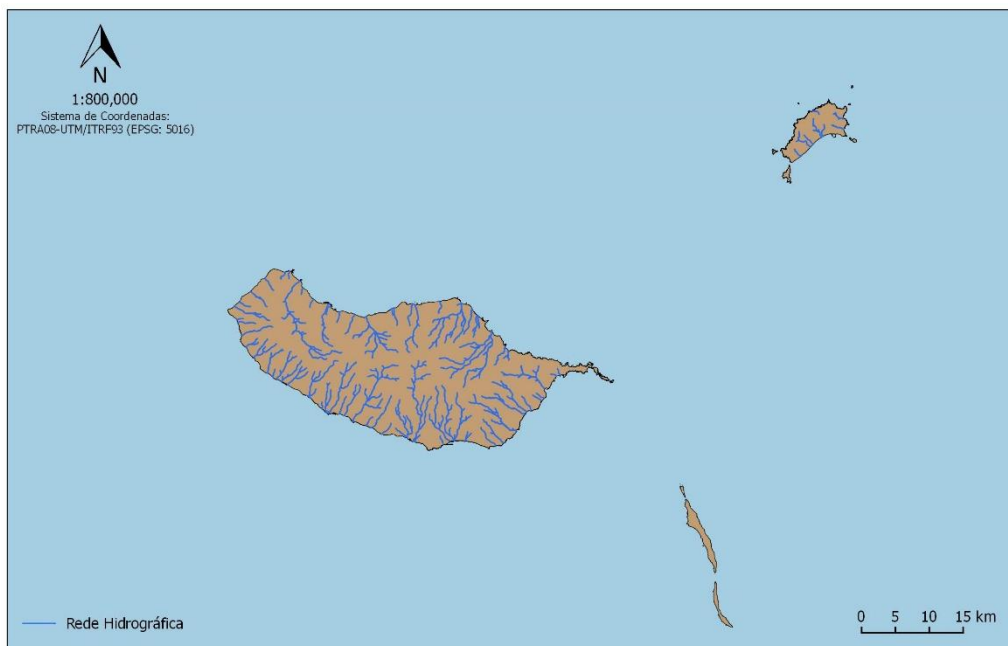 N
1:800,000
Sistema de Coordenadas:
PTRA08-UTM/ITRF93 (EPSG: 5016)
Rede Hidrográfica
0 5 10 15 km